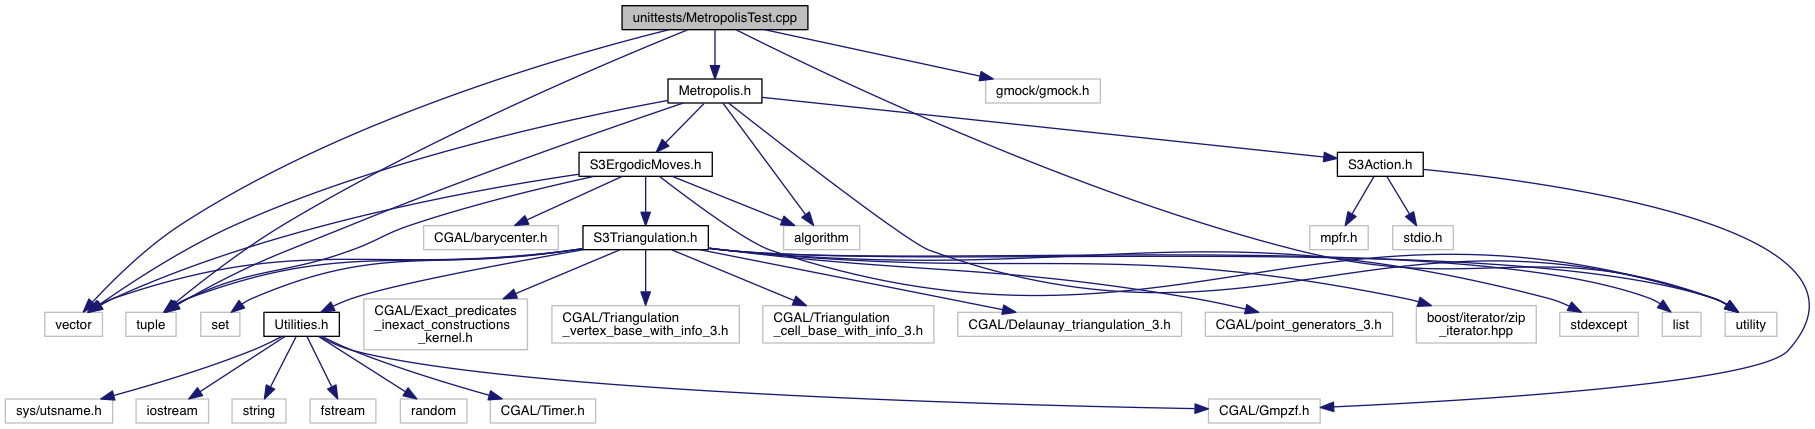 unittests/MetropolisTest.cpp
Metropolis.h
gmock/gmock.h
S3ErgodicMoves.h
S3Action.h
CGAL/barycenter.h
S3Triangulation.h
algorithm
mpfr.h
stdio.h
vector
tuple
set
Utilities.h
CGAL/Exact_predicates
_inexact_constructions
_kernel.h
CGAL/Triangulation
_vertex_base_with_info_3.h
CGAL/Triangulation
_cell_base_with_info_3.h
CGAL/Delaunay_triangulation_3.h
CGAL/point_generators_3.h
boost/iterator/zip
_iterator.hpp
stdexcept
list
utility
sys/utsname.h
iostream
string
fstream
random
CGAL/Timer.h
CGAL/Gmpzf.h